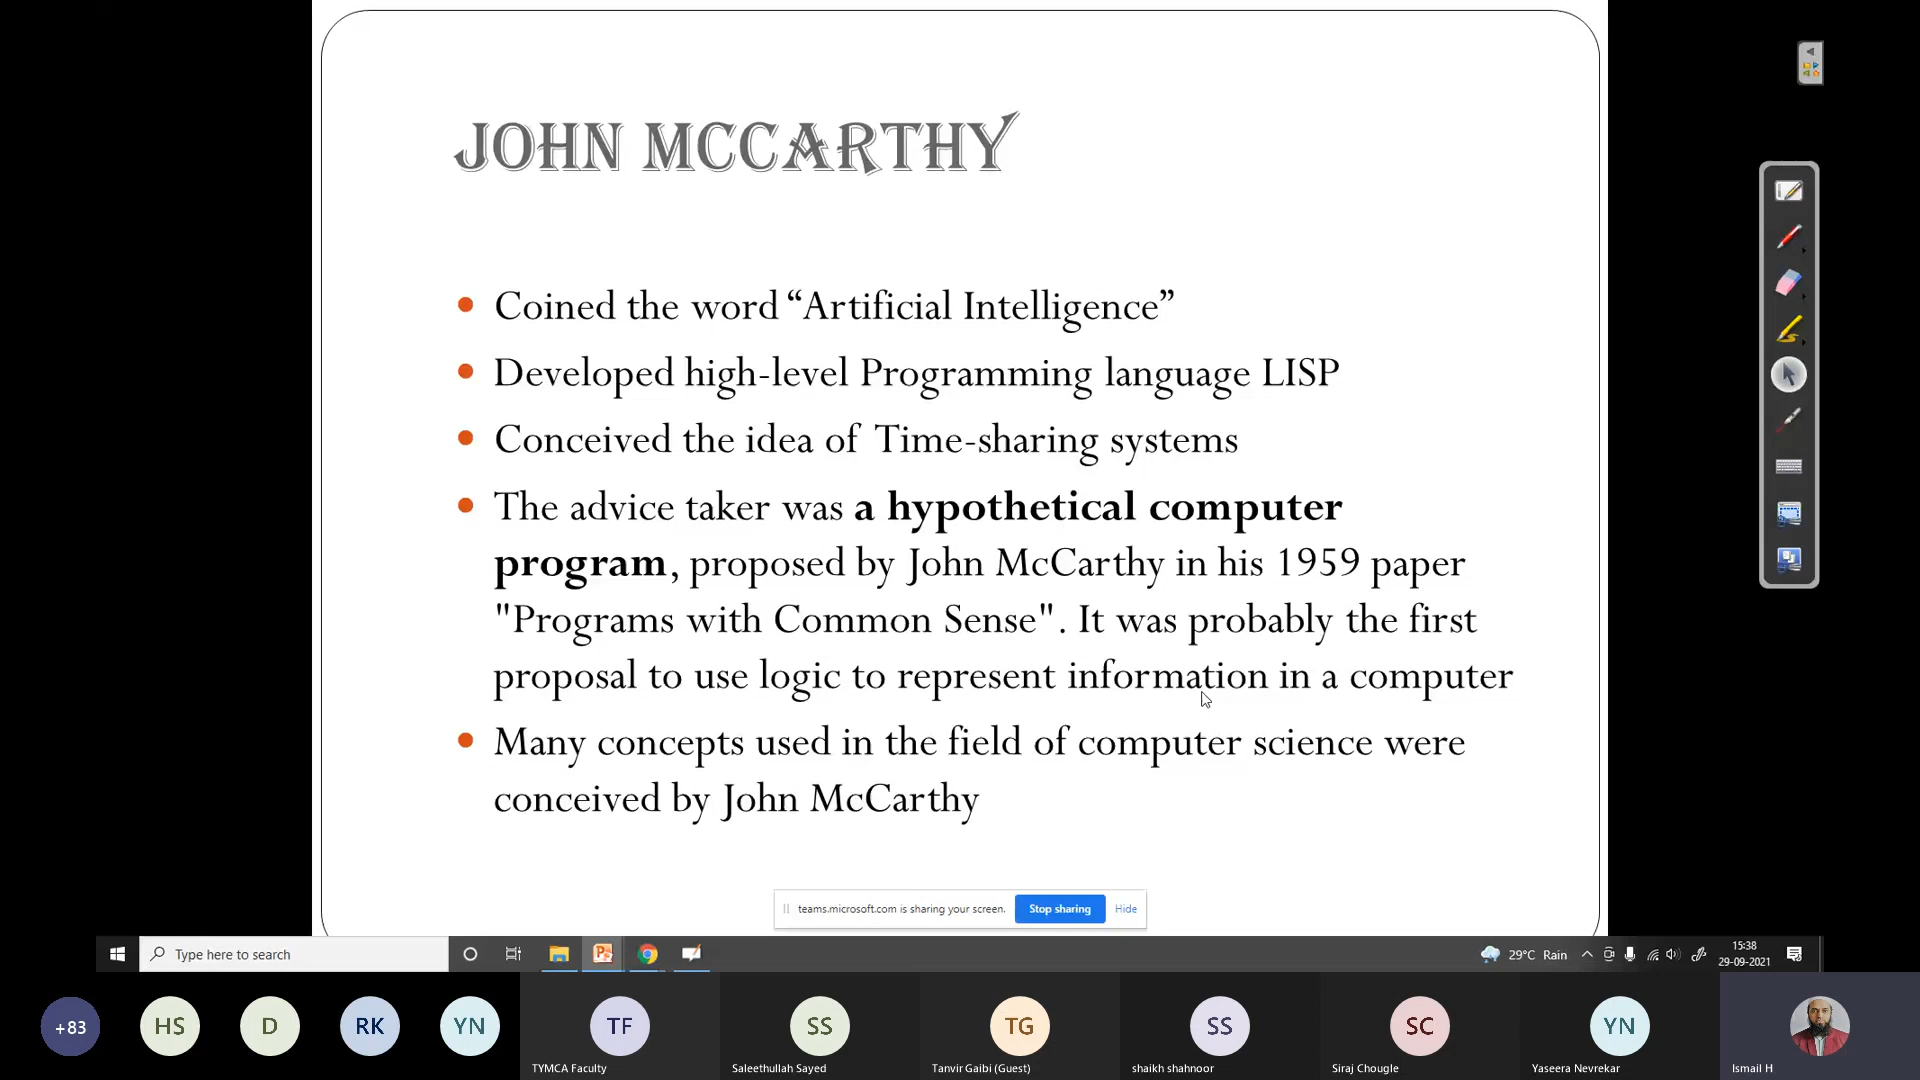 JOHN MCCARTHY
• Coined the word “Artificial Intelligence”
• Developed high-level Programming language LISP
• Conceived the idea of Time-sharing systems
• The advice taker was a hypothetical computer
program, proposed by John McCarthy in his 1959 paper
"Programs with Common Sense". It was probably the first
proposal to use logic to represent information in a computer
• Many concepts used in the field of computer science were
conceived by John McCarthy
teams.microsoft.com is sharing your screen. Stop sharing Hide
Type here to search
29°C Rain
15:38
29-09-2021
+83 HS D RK YN TF SS TG SS SC YN
TYMCA Faculty Saleethullah Sayed Tanvir Gaibi (Guest) shaikh shahnoor Siraj Chougle Yaseera Nevrekar Ismail H